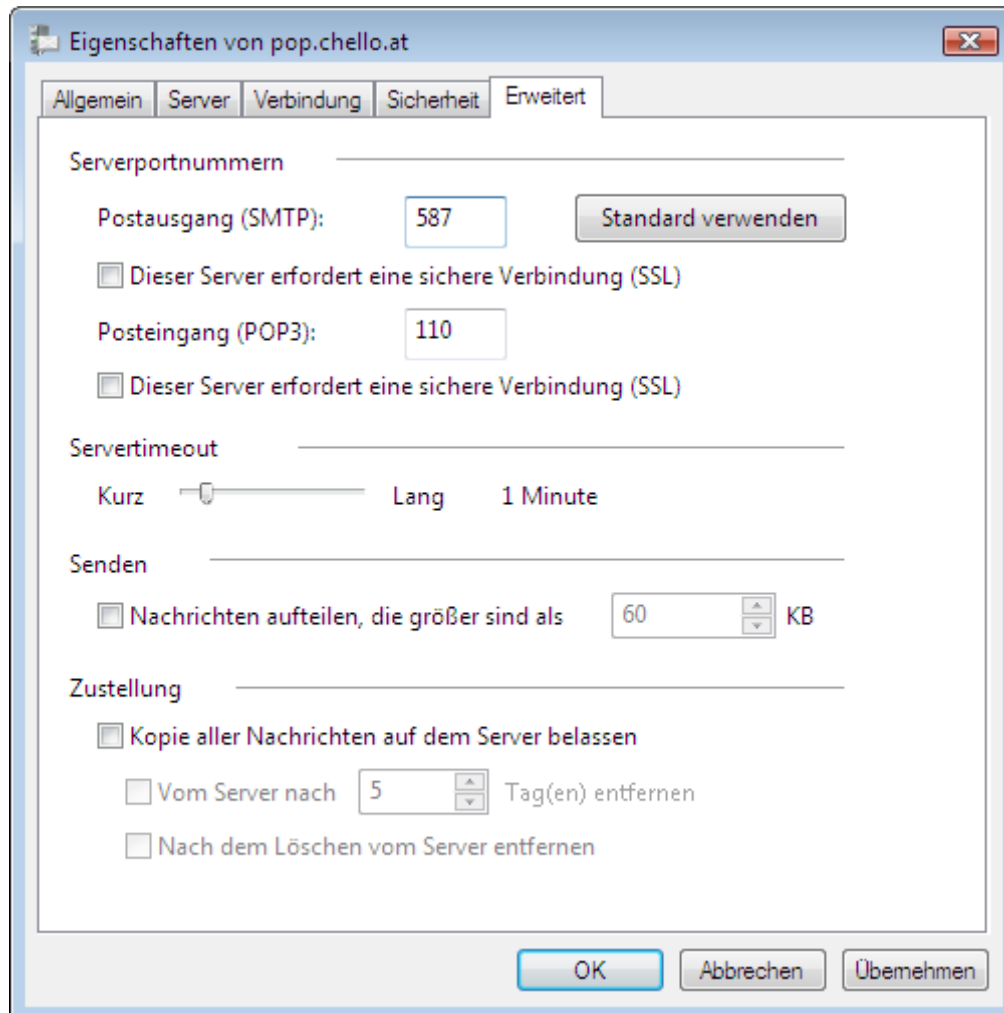 Eigenschaften von pop.chello.at
Allgemein Server Verbindung Sicherheit Erweitert
Serverportnummern
Postausgang (SMTP): 587 Standard verwenden
Dieser Server erfordert eine sichere Verbindung (SSL)
Posteingang (POP3): 110
Dieser Server erfordert eine sichere Verbindung (SSL)
Servertimeout
Kurz Lang 1 Minute
Senden
Nachrichten aufteilen, die größer sind als 60 KB
Zustellung
Kopie aller Nachrichten auf dem Server belassen
Vom Server nach 5 Tag(en) entfernen
Nach dem Löschen vom Server entfernen
OK Abbrechen Übernehmen